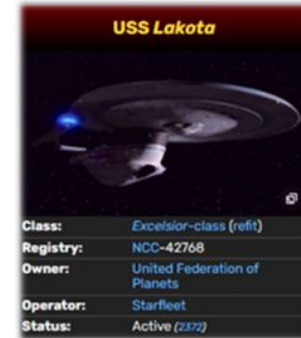 USS Lakota
Class: Excelsior-class (refit)
Registry: NCC-42768
Owner: United Federation of
Planets
Operator: Starfleet
Status: Active (2372)